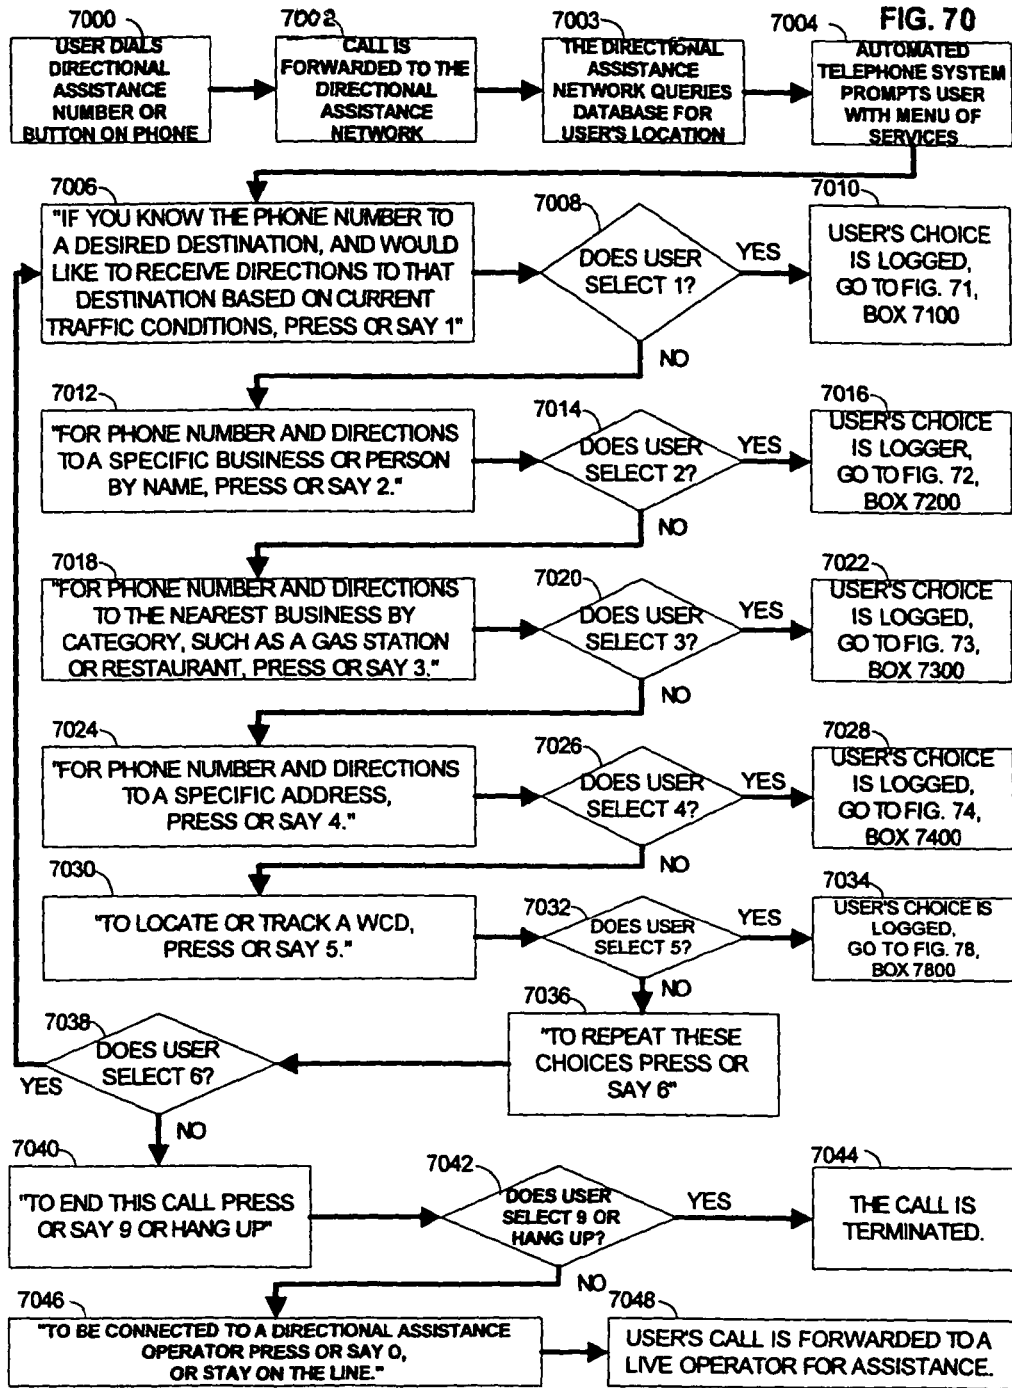 FIG. 70
7000
USER DIALS
DIRECTIONAL
ASSISTANCE
NUMBER OR
BUTTON ON PHONE
7002
CALL IS
FORWARDED TO THE
DIRECTIONAL
ASSISTANCE
NETWORK
7003
THE DIRECTIONAL
ASSISTANCE
NETWORK QUERIES
DATABASE FOR
USER'S LOCATION
7004
AUTOMATED
TELEPHONE SYSTEM
PROMPTS USER
WITH MENU OF
SERVICES
7006
"IF YOU KNOW THE PHONE NUMBER TO
A DESIRED DESTINATION, AND WOULD
LIKE TO RECEIVE DIRECTIONS TO THAT
DESTINATION BASED ON CURRENT
TRAFFIC CONDITIONS, PRESS OR SAY 1"
7008
DOES USER
SELECT 1?
YES
NO
7010
USER'S CHOICE
IS LOGGED,
GO TO FIG. 71,
BOX 7100
7012
"FOR PHONE NUMBER AND DIRECTIONS
TO A SPECIFIC BUSINESS OR PERSON
BY NAME, PRESS OR SAY 2."
7014
DOES USER
SELECT 2?
YES
NO
7016
USER'S CHOICE
IS LOGGER,
GO TO FIG. 72,
BOX 7200
7018
"FOR PHONE NUMBER AND DIRECTIONS
TO THE NEAREST BUSINESS BY
CATEGORY, SUCH AS A GAS STATION
OR RESTAURANT, PRESS OR SAY 3."
7020
DOES USER
SELECT 3?
YES
NO
7022
USER'S CHOICE
IS LOGGED,
GO TO FIG. 73,
BOX 7300
7024
"FOR PHONE NUMBER AND DIRECTIONS
TO A SPECIFIC ADDRESS,
PRESS OR SAY 4."
7026
DOES USER
SELECT 4?
YES
NO
7028
USER'S CHOICE
IS LOGGED,
GO TO FIG. 74,
BOX 7400
7030
"TO LOCATE OR TRACK A WCD,
PRESS OR SAY 5."
7032
DOES USER
SELECT 5?
YES
NO
7034
USER'S CHOICE IS
LOGGED,
GO TO FIG. 78,
BOX 7800
7036
"TO REPEAT THESE
CHOICES PRESS OR
SAY 6"
7038
DOES USER
SELECT 6?
YES
NO
7040
"TO END THIS CALL PRESS
OR SAY 9 OR HANG UP"
7042
DOES USER
SELECT 9 OR
HANG UP?
YES
NO
7044
THE CALL IS
TERMINATED.
7046
"TO BE CONNECTED TO A DIRECTIONAL ASSISTANCE
OPERATOR PRESS OR SAY 0,
OR STAY ON THE LINE."
7048
USER'S CALL IS FORWARDED TO A
LIVE OPERATOR FOR ASSISTANCE.